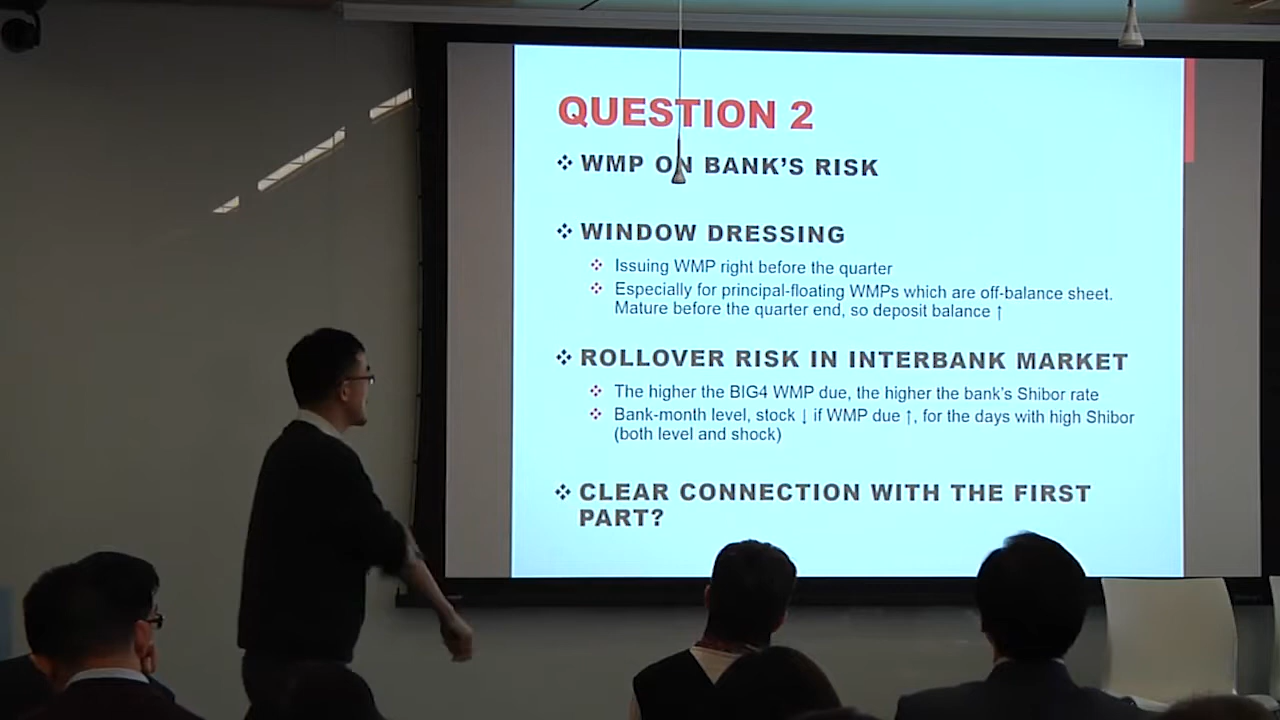 QUESTION 2
WMP ON BANK'S RISK
WINDOW DRESSING
Issuing WMP right before the quarter
Especially for principal-floating WMPs which are off-balance sheet.
Mature before the quarter end, so deposit balance ↑
ROLLOVER RISK IN INTERBANK MARKET
The higher the BIG4 WMP due, the higher the bank's Shibor rate
Bank-month level, stock ↓ if WMP due ↑, for the days with high Shibor
(both level and shock)
CLEAR CONNECTION WITH THE FIRST
PART?